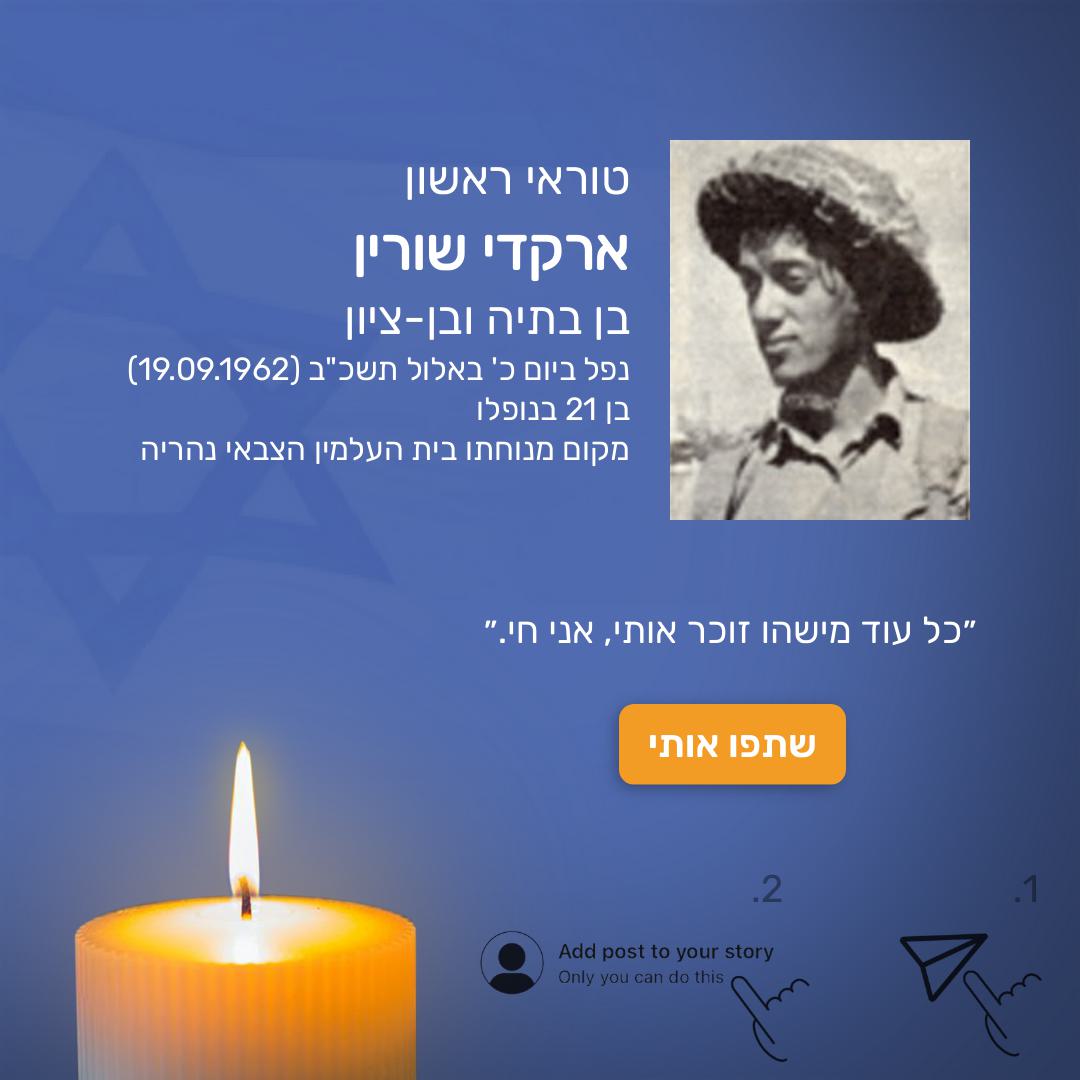 טוראי ראשון
ארקדי שורין
בן בתיה ובן-ציון
נפל ביום כ' באלול תשכ"ב (19.09.1962)
בן 21 בנופלו
מקום מנוחתו בית העלמין הצבאי נהריה
״כל עוד מישהו זוכר אותי, אני חי.״
שתפו אותי
1.
2.
Add post to your story
Only you can do this